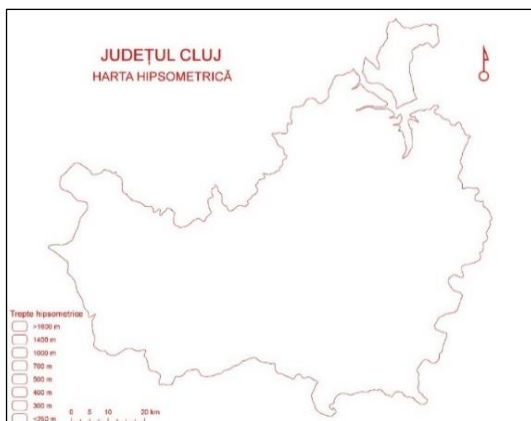 JUDEȚUL CLUJ
HARTA HIPSOMETRICĂ
Trepte hipsometrice
>1600 m
1400 m
1000 m
700 m
500 m
400 m
300 m
<250 m
0 5 10 20 km